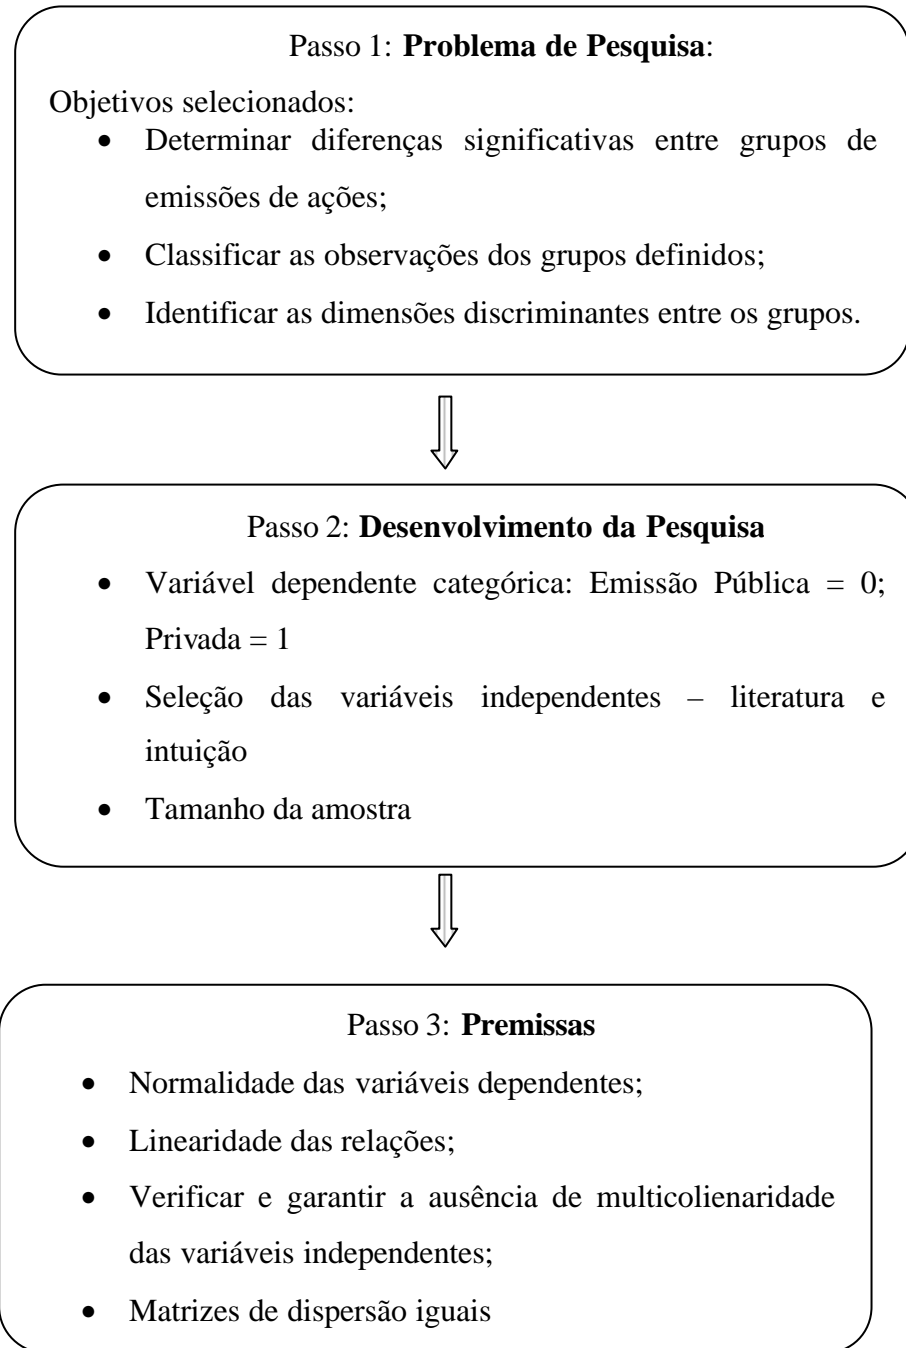 Passo 1: Problema de Pesquisa:
Objetivos selecionados:
• Determinar diferenças significativas entre grupos de
emissões de ações;
• Classificar as observações dos grupos definidos;
• Identificar as dimensões discriminantes entre os grupos.
Passo 2: Desenvolvimento da Pesquisa
• Variável dependente categórica: Emissão Pública = 0;
Privada = 1
• Seleção das variáveis independentes – literatura e
intuição
• Tamanho da amostra
Passo 3: Premissas
• Normalidade das variáveis dependentes;
• Linearidade das relações;
• Verificar e garantir a ausência de multicolienaridade
das variáveis independentes;
• Matrizes de dispersão iguais